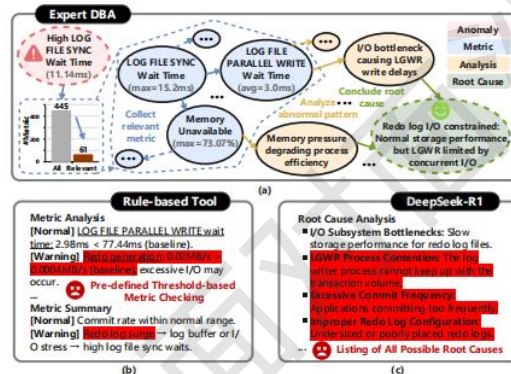 Expert DBA
High LOG
FILE SYNC
Wait Time
(11.14ms)
LOG FILE SYNC
Wait Time
(max=15.2ms)
...
LOG FILE
PARALLEL WRITE
Wait Time
(avg=3.0ms)
...
I/O bottleneck
causing LGWR
write delays
Anomaly
Metric
Analysis
Root Cause
#Metric
445
400
200
0
61
All Relevant
Collect
relevant
metric
...
...
Memory
Unavailable
(max=73.07%)
Analyze
abnormal
pattern
Memory pressure
degrading process
efficiency
...
Conclude root
cause
Redo log I/O constrained:
Normal storage performance,
but LGWR limited by
concurrent I/O
(a)
Rule-based Tool
Metric Analysis
[Normal] LOG FILE PARALLEL WRITE wait
time: 2.98ms < 77.44ms (baseline).
[Warning] Redo generation: 0.02MB/s >
0.0004MB/s (baseline), excessive I/O may
occur.
...
Pre-defined Threshold-based
Metric Checking
Metric Summary
[Normal] Commit rate within normal range.
[Warning] Redo log surge → log buffer or I/
O stress → high log file sync waits.
(b)
DeepSeek-R1
Root Cause Analysis
▪ I/O Subsystem Bottlenecks: Slow
storage performance for redo log files.
▪ LGWR Process Contention: The log
writer process cannot keep up with the
transaction volume.
▪ Excessive Commit Frequency:
Applications committing too frequently.
▪ Improper Redo Log Configuration:
Undersized or poorly placed redo logs.
... Listing of All Possible Root Causes
(c)